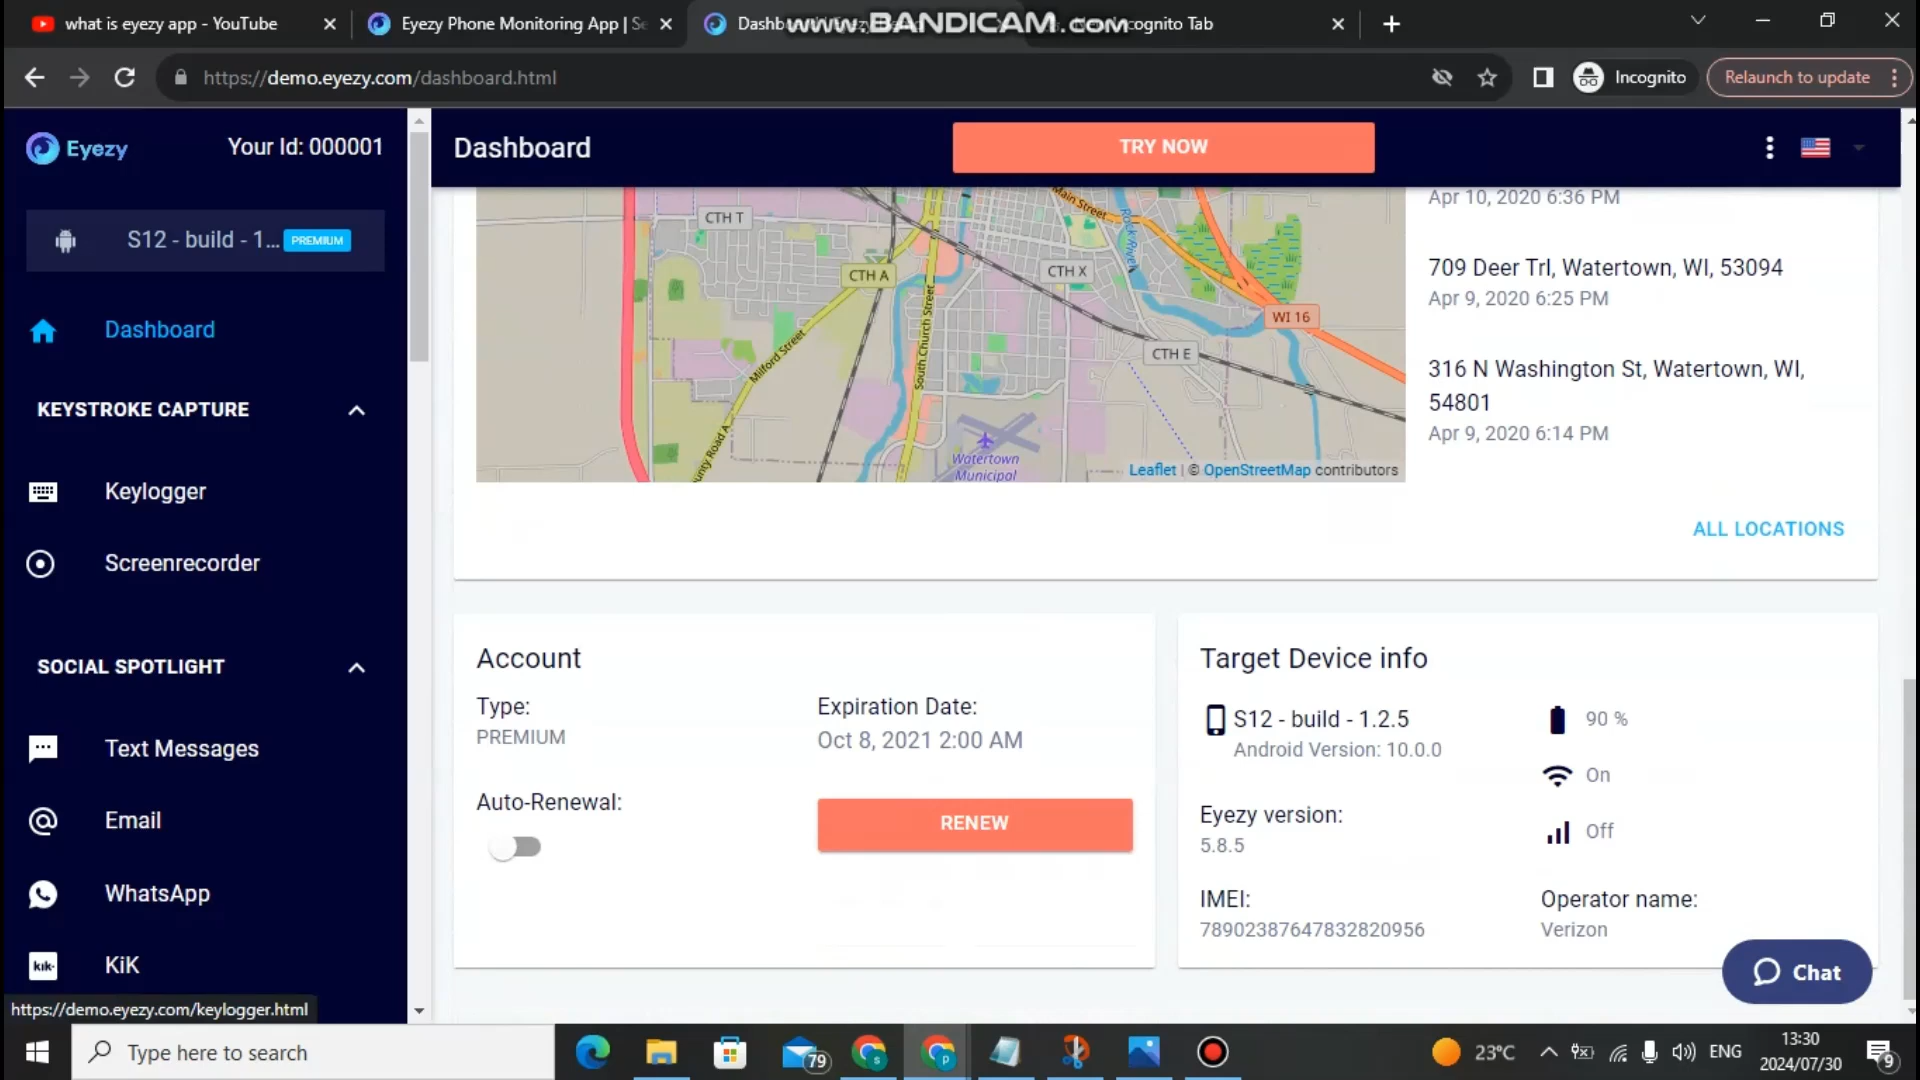 what is eyezy app - YouTube
Eyezy Phone Monitoring App | Se
Dashb
www.BANDICAM.com
cognito Tab
https://demo.eyezy.com/dashboard.html
Incognito
Relaunch to update
Eyezy
Your Id: 000001
Dashboard
TRY NOW
S12 - build - 1... PREMIUM
Dashboard
KEYSTROKE CAPTURE
Keylogger
Screenrecorder
SOCIAL SPOTLIGHT
Text Messages
Email
WhatsApp
kik.
KiK
https://demo.eyezy.com/keylogger.html
CTH T
Main Street
Rock River
CTH A
CTH X
WI 16
CTH E
South Church Street
Milford Street
unty Road A
Watertown
Municipal
Leaflet | © OpenStreetMap contributors
Apr 10, 2020 6:36 PM
709 Deer Trl, Watertown, WI, 53094
Apr 9, 2020 6:25 PM
316 N Washington St, Watertown, WI,
54801
Apr 9, 2020 6:14 PM
ALL LOCATIONS
Account
Type:
PREMIUM
Expiration Date:
Oct 8, 2021 2:00 AM
Auto-Renewal:
RENEW
Target Device info
S12 - build - 1.2.5
Android Version: 10.0.0
90 %
On
Eyezy version:
5.8.5
Off
IMEI:
78902387647832820956
Operator name:
Verizon
Chat
Type here to search
79
s
p
23°C
ENG
13:30
2024/07/30
9